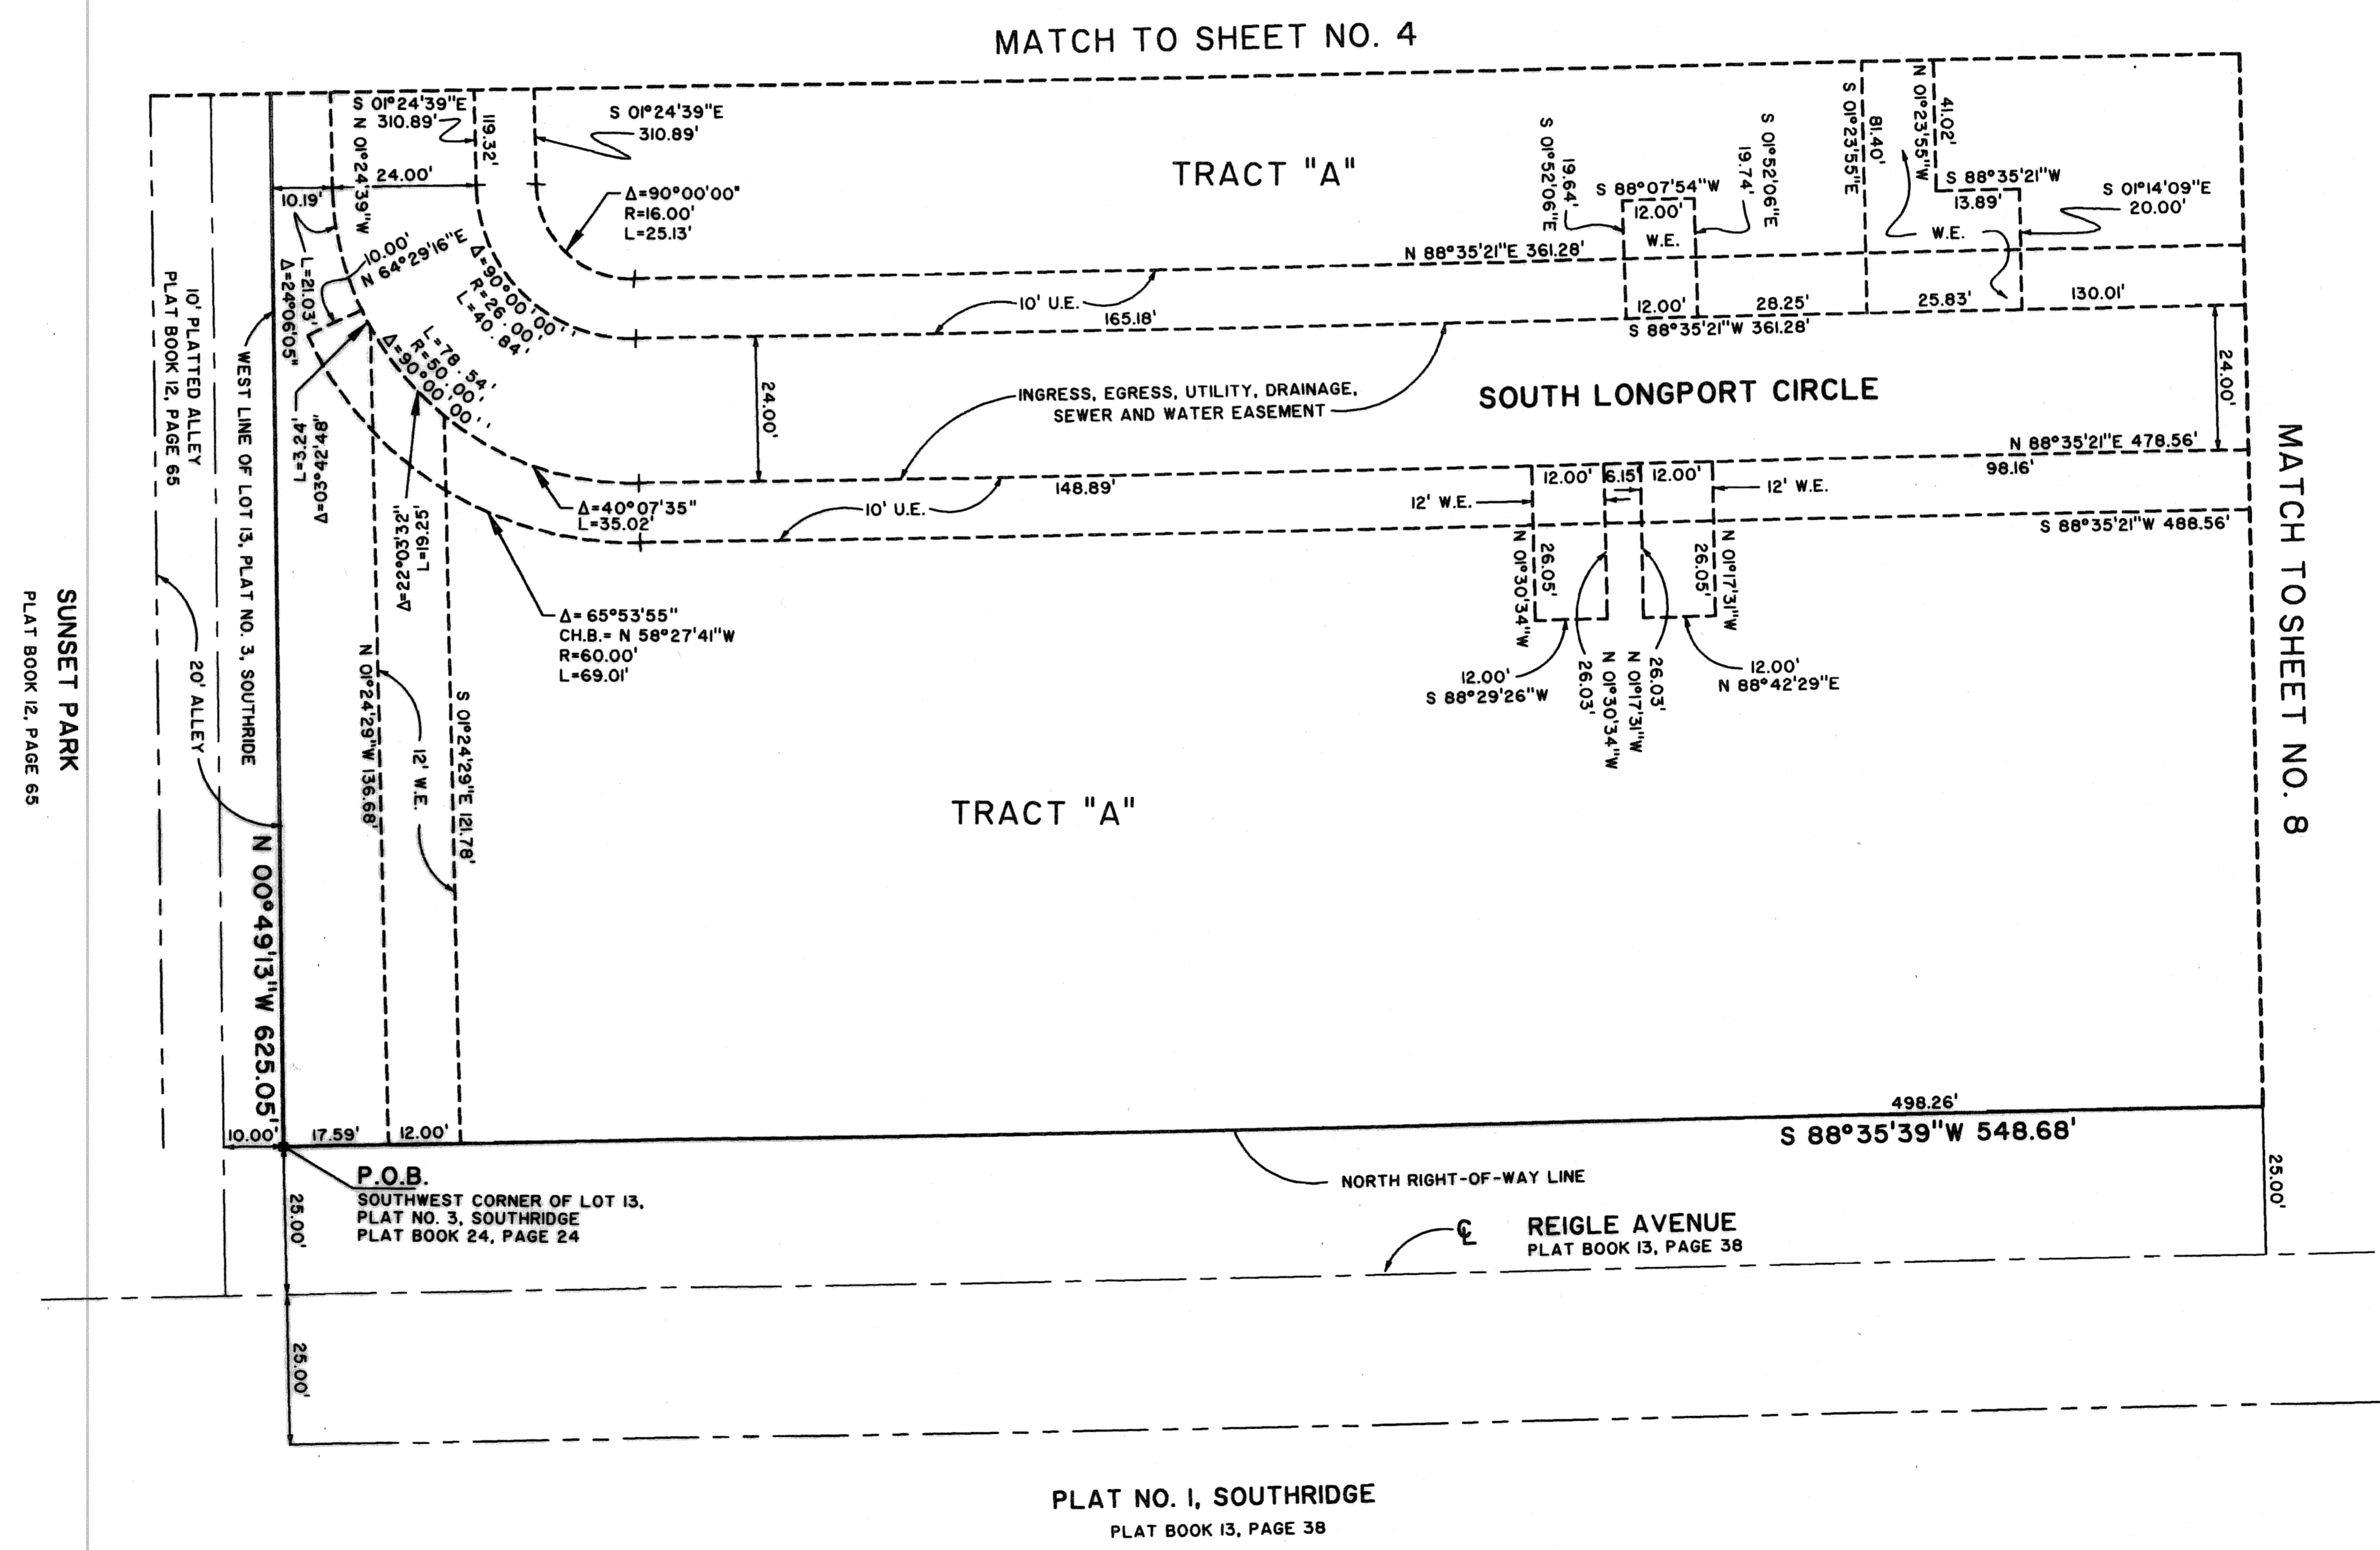 MATCH TO SHEET NO. 4
S 01°24'39"E
310.89'
N 01°24'39"W
119.32'
S 01°24'39"E
310.89'
24.00'
10.19'
Δ=90°00'00"
R=16.00'
L=25.13'
TRACT "A"
S 01°52'06"E
19.64'
S 88°07'54"W
12.00'
W.E.
19.74'
S 01°52'06"E
S 01°23'55"E
81.40'
N 01°23'55"W
41.02'
S 88°35'21"W
13.89'
W.E.
S 01°14'09"E
20.00'
10.00'
N 64°29'16"E
L=21.03'
Δ=24°06'05"
Δ=90°00'00''
R=26.00'
L=40.84'
L=78.54'
R=50.00'
Δ=90°00'00''
N 88°35'21"E 361.28'
10' U.E.
165.18'
12.00'
28.25'
25.83'
130.01'
S 88°35'21"W 361.28'
10' PLATTED ALLEY
PLAT BOOK 12, PAGE 65
WEST LINE OF LOT 13, PLAT NO. 3, SOUTHRIDE
L=3.24'
Δ=03°42'48"
24.00'
INGRESS, EGRESS, UTILITY, DRAINAGE,
SEWER AND WATER EASEMENT
SOUTH LONGPORT CIRCLE
24.00'
N 88°35'21"E 478.56'
98.16'
MATCH TO SHEET NO. 8
Δ=22°03'32"
L=19.25'
Δ=40°07'35"
L=35.02'
148.89'
10' U.E.
12' W.E.
12.00'
6.15'
12.00'
12' W.E.
S 88°35'21"W 488.56'
N 01°30'34"W
26.05'
26.05'
N 01°17'31"W
Δ= 65°53'55"
CH.B.= N 58°27'41"W
R=60.00'
L=69.01'
12.00'
S 88°29'26"W
26.03'
N 01°30'34"W
N 01°17'31"W
26.03'
12.00'
N 88°42'29"E
SUNSET PARK
PLAT BOOK 12, PAGE 65
20' ALLEY
N 01°24'29"W 136.68'
12' W.E.
S 01°24'29"E 121.78'
TRACT "A"
N 00°49'13"W 625.05'
10.00'
17.59'
12.00'
498.26'
S 88°35'39"W 548.68'
P.O.B.
SOUTHWEST CORNER OF LOT 13,
PLAT NO. 3, SOUTHRIDGE
PLAT BOOK 24, PAGE 24
25.00'
NORTH RIGHT-OF-WAY LINE
25.00'
CL
REIGLE AVENUE
PLAT BOOK 13, PAGE 38
25.00'
PLAT NO. 1, SOUTHRIDGE
PLAT BOOK 13, PAGE 38